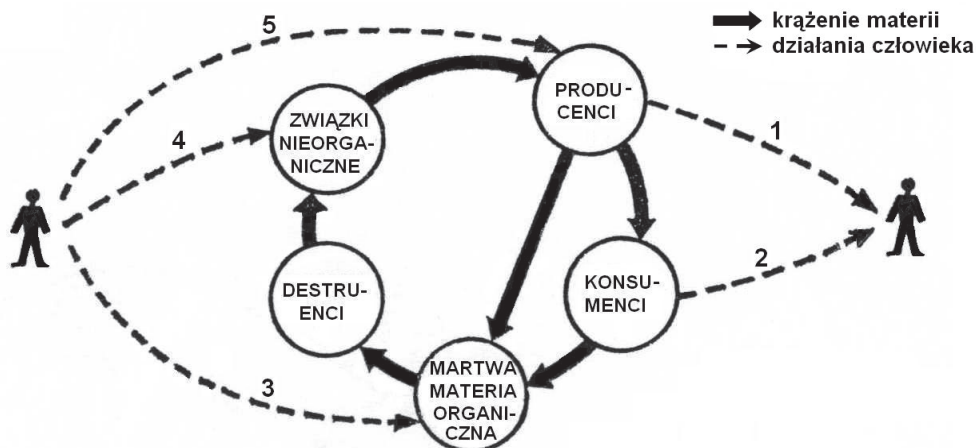 krążenie materii
działania człowieka
5
PRODU-
CENCI
ZWIĄZKI
NIEORGA-
NICZNE
4
1
2
DESTRU-
ENCI
KONSU-
MENCI
3
MARTWA
MATERIA
ORGANI-
CZNA